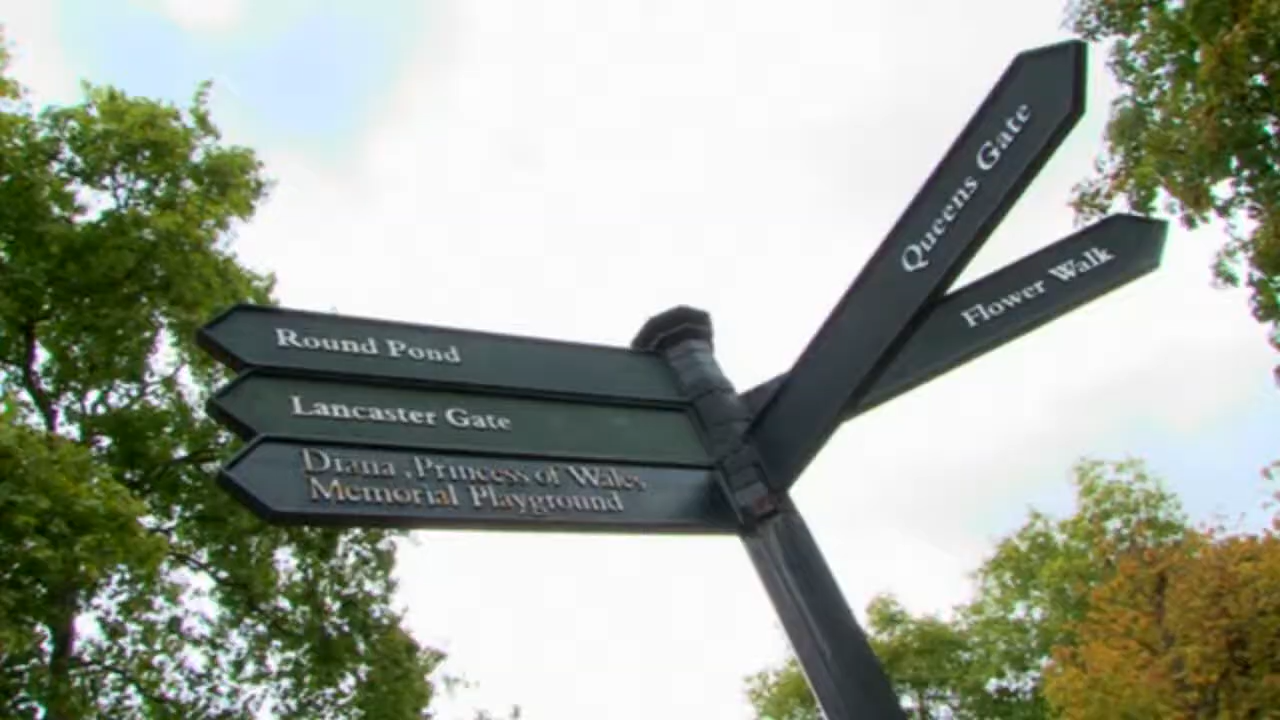 Queens Gate
Flower Walk
Round Pond
Lancaster Gate
Diana , Princess of Wales,
Memorial Playground